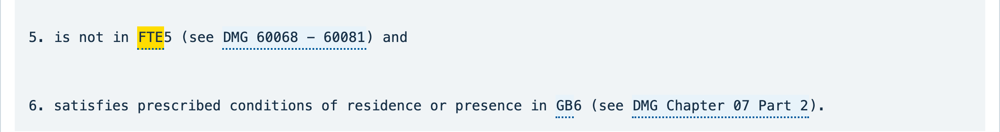 5. is not in FTE5 (see DMG 60068 – 60081) and
6. satisfies prescribed conditions of residence or presence in GB6 (see DMG Chapter 07 Part 2).